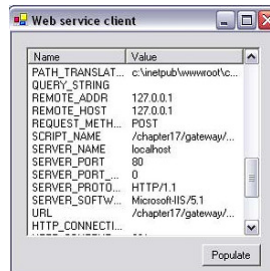 Web service client
Name Value
PATH_TRANSLAT... c:\inetpub\wwwroot\c...
QUERY_STRING
REMOTE_ADDR 127.0.0.1
REMOTE_HOST 127.0.0.1
REQUEST_METH... POST
SCRIPT_NAME /chapter17/gateway/...
SERVER_NAME localhost
SERVER_PORT 80
SERVER_PORT_... 0
SERVER_PROTO... HTTP/1.1
SERVER_SOFTW... Microsoft-IIS/5.1
URL /chapter17/gateway/...
HTTP_CONNECTI...
Populate